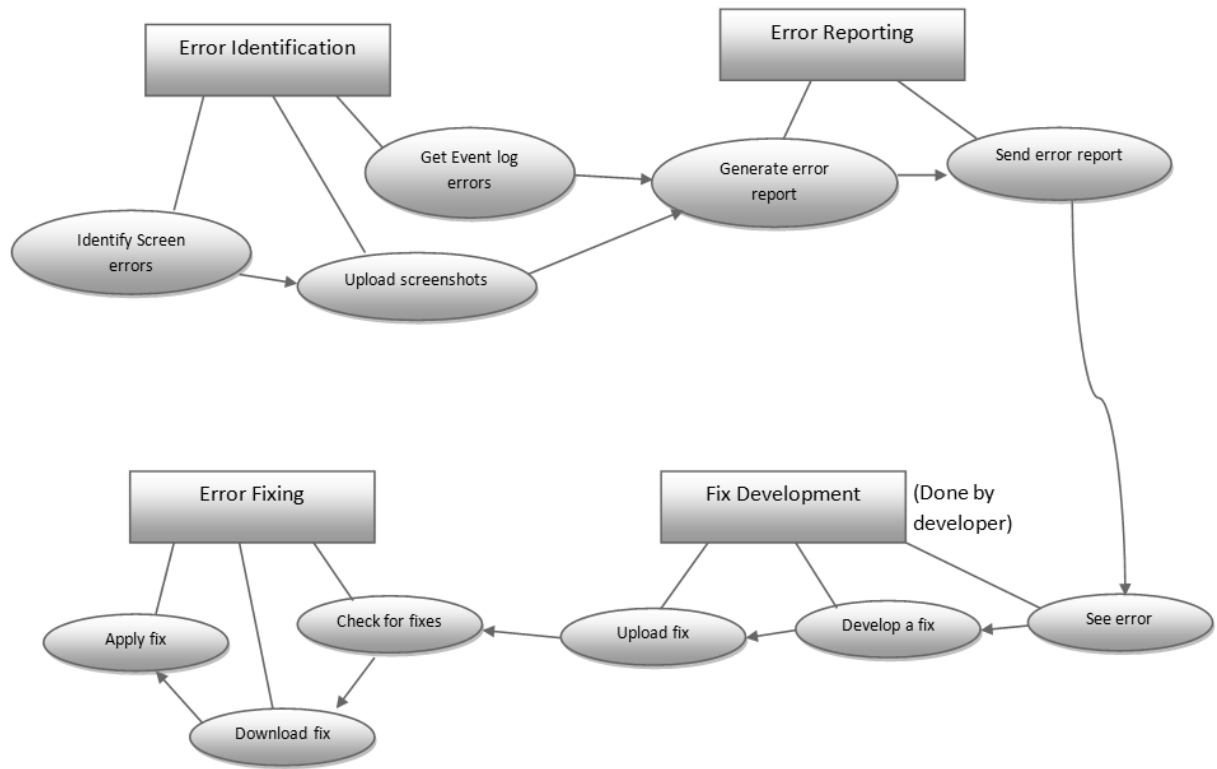 Error Identification
Error Reporting
Get Event log
errors
Generate error
report
Send error report
Identify Screen
errors
Upload screenshots
Error Fixing
Fix Development
(Done by
developer)
Apply fix
Check for fixes
Upload fix
Develop a fix
See error
Download fix